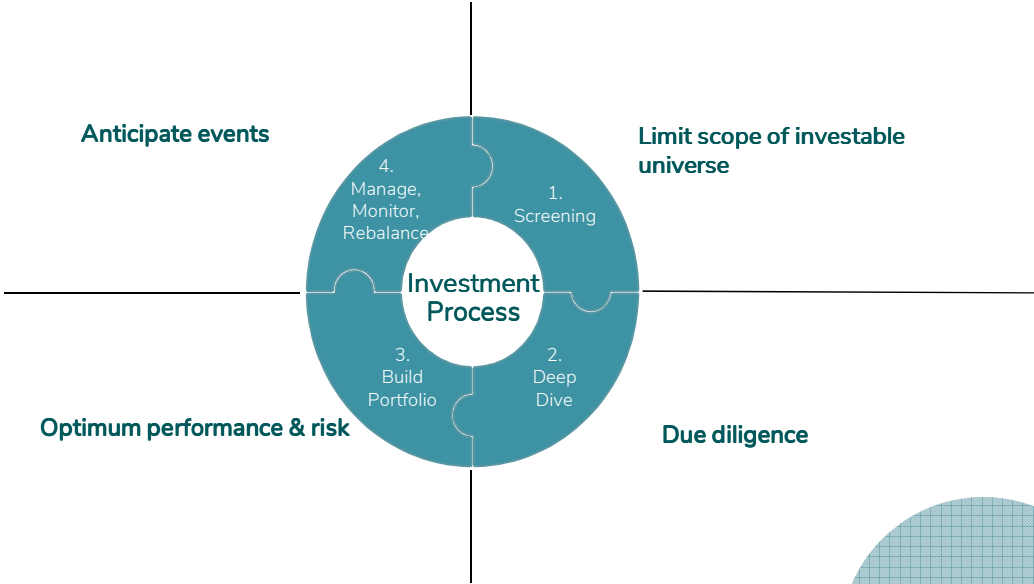 Anticipate events
Limit scope of investable
universe
4.
Manage,
Monitor,
Rebalance
1.
Screening
Investment
Process
3.
Build
Portfolio
2.
Deep
Dive
Optimum performance & risk
Due diligence